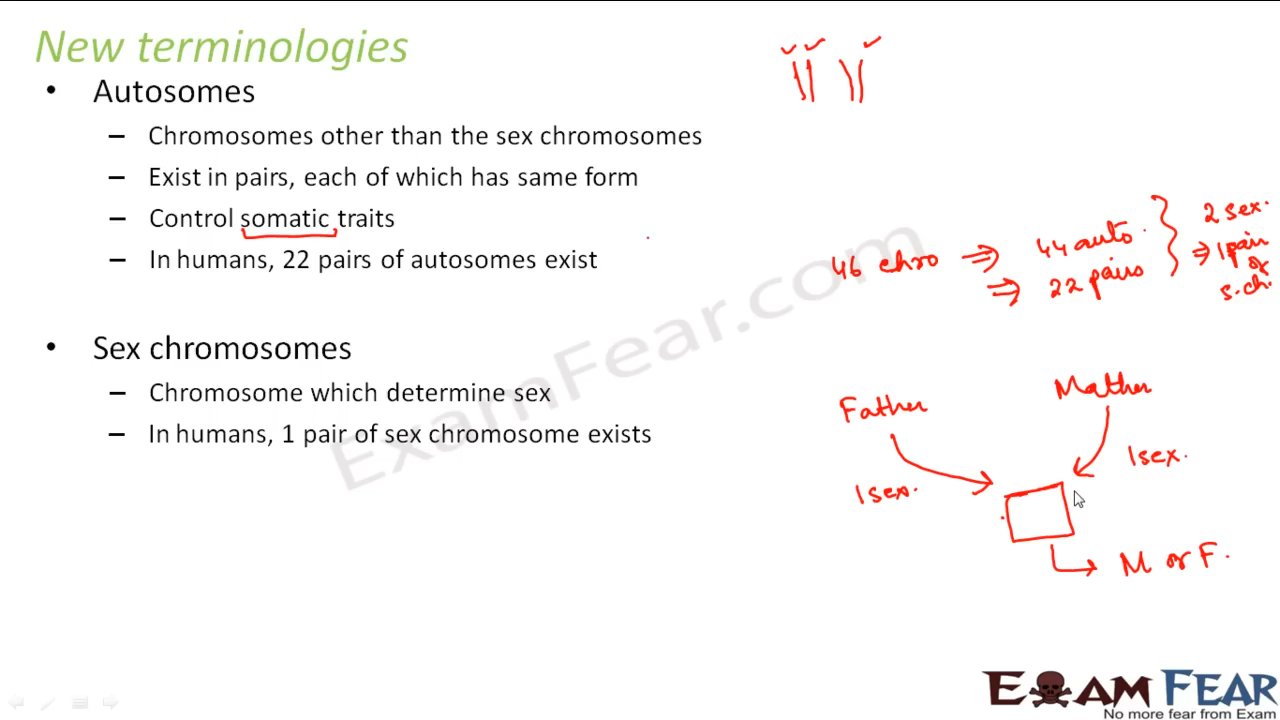 New terminologies
• Autosomes
– Chromosomes other than the sex chromosomes
– Exist in pairs, each of which has same form
– Control somatic traits
– In humans, 22 pairs of autosomes exist
• Sex chromosomes
– Chromosome which determine sex
– In humans, 1 pair of sex chromosome exists
46 chro ⇒ 44 auto.
⇒ 22 pairs
2 sex.
⇒ 1 pair
of
s.ch.
Father
Mother
1 sex.
1 sex.
M or F.
ExamFear.com
EXAM FEAR
No more fear from Exam